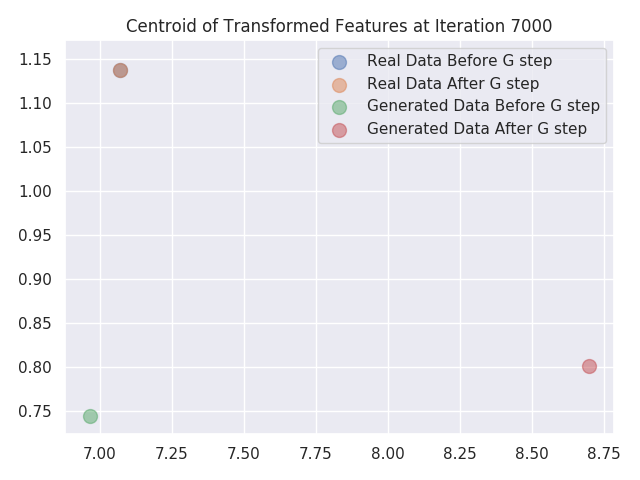 Centroid of Transformed Features at Iteration 7000
1.15
1.10
1.05
1.00
0.95
0.90
0.85
0.80
0.75
Real Data Before G step
Real Data After G step
Generated Data Before G step
Generated Data After G step
7.00 7.25 7.50 7.75 8.00 8.25 8.50 8.75